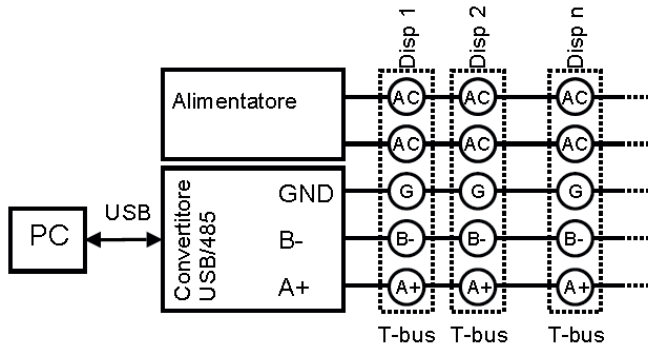 Disp 1
Disp 2
Disp n
Alimentatore
AC AC AC
AC AC AC
GND G G G
USB
PC
Convertitore
USB/485
B- B- B- B-
A+ A+ A+ A+
T-bus T-bus T-bus